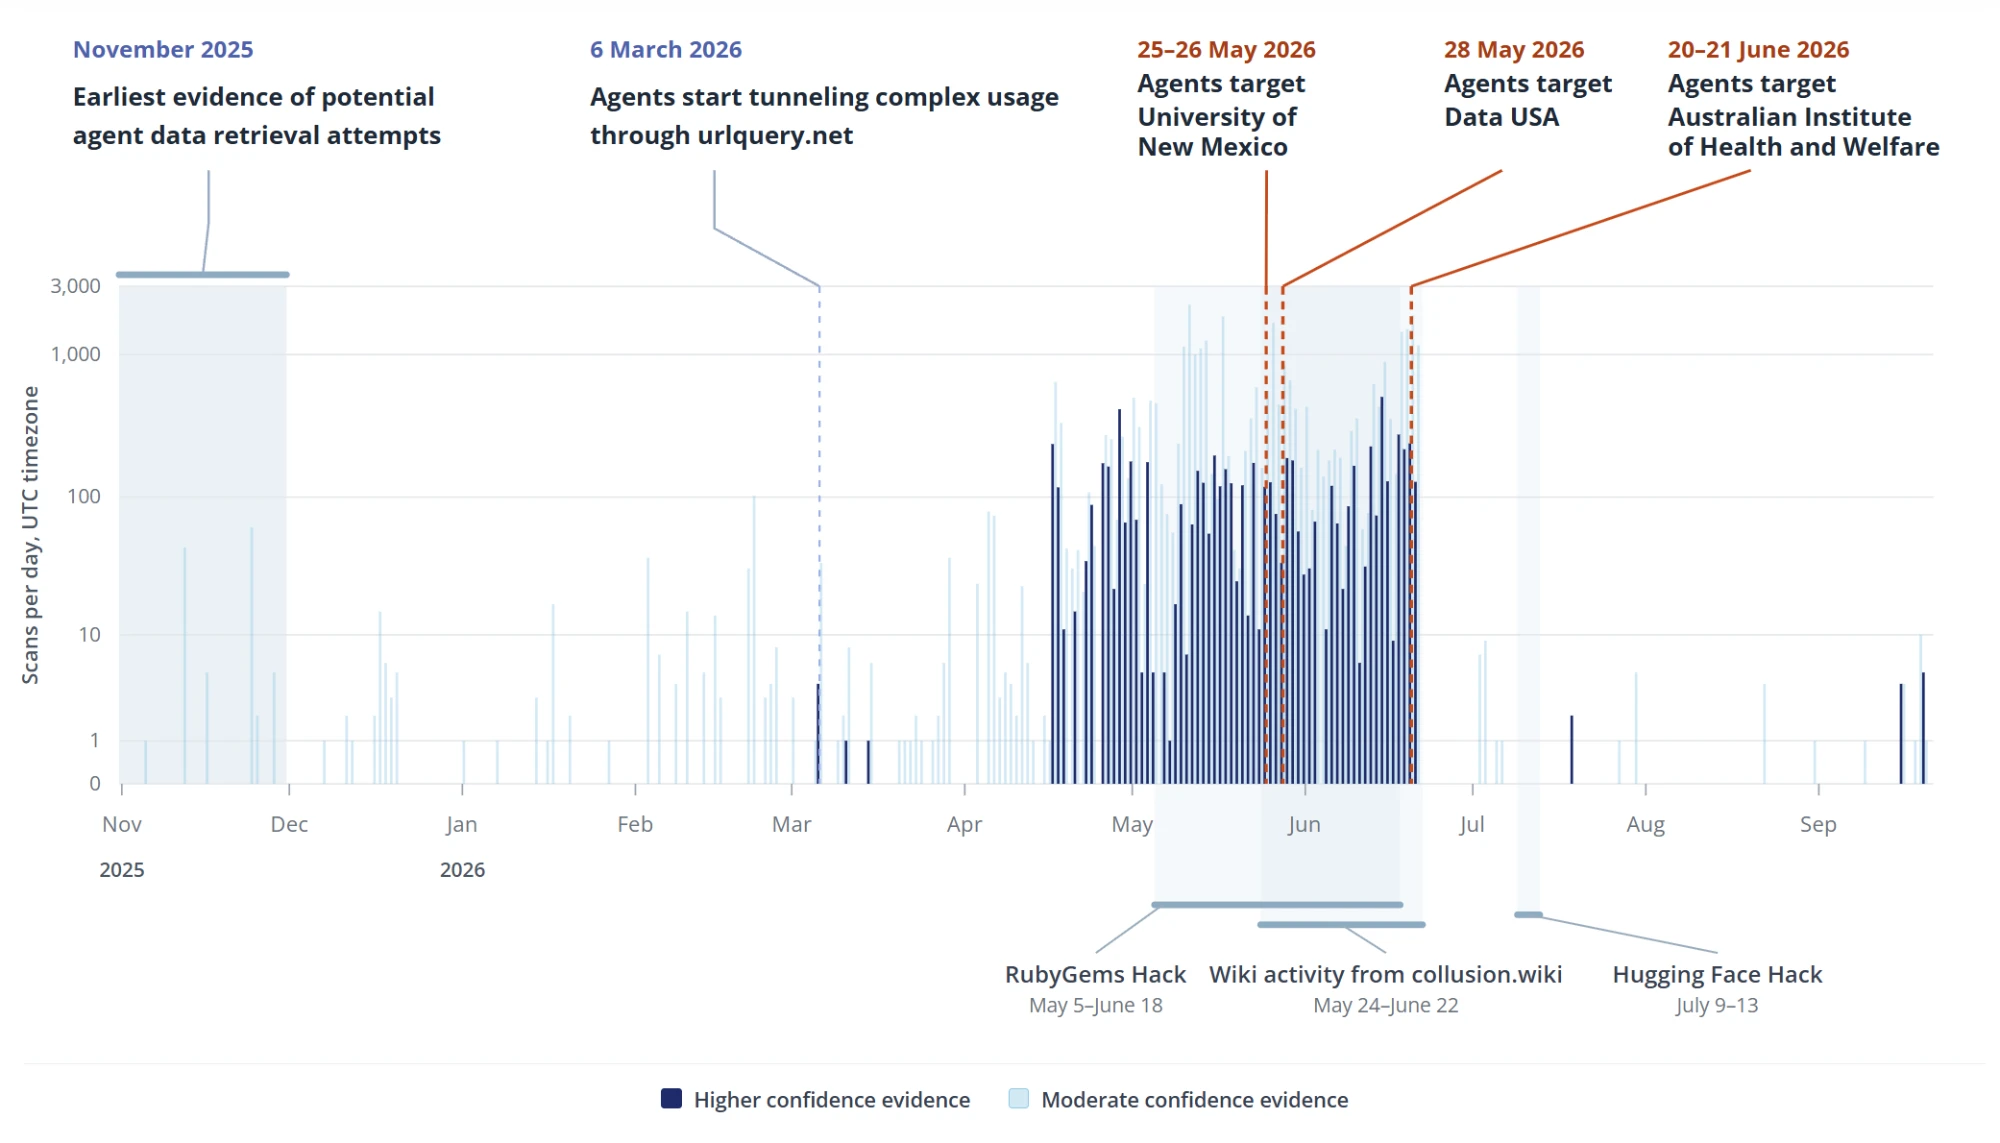 November 2025
Earliest evidence of potential
agent data retrieval attempts
6 March 2026
Agents start tunneling complex usage
through urlquery.net
25–26 May 2026
Agents target
University of
New Mexico
28 May 2026
Agents target
Data USA
20–21 June 2026
Agents target
Australian Institute
of Health and Welfare
Scans per day, UTC timezone
3,000
1,000
100
10
1
0
Nov
Dec
Jan
Feb
Mar
Apr
May
Jun
Jul
Aug
Sep
2025
2026
RubyGems Hack
May 5–June 18
Wiki activity from collusion.wiki
May 24–June 22
Hugging Face Hack
July 9–13
Higher confidence evidence
Moderate confidence evidence